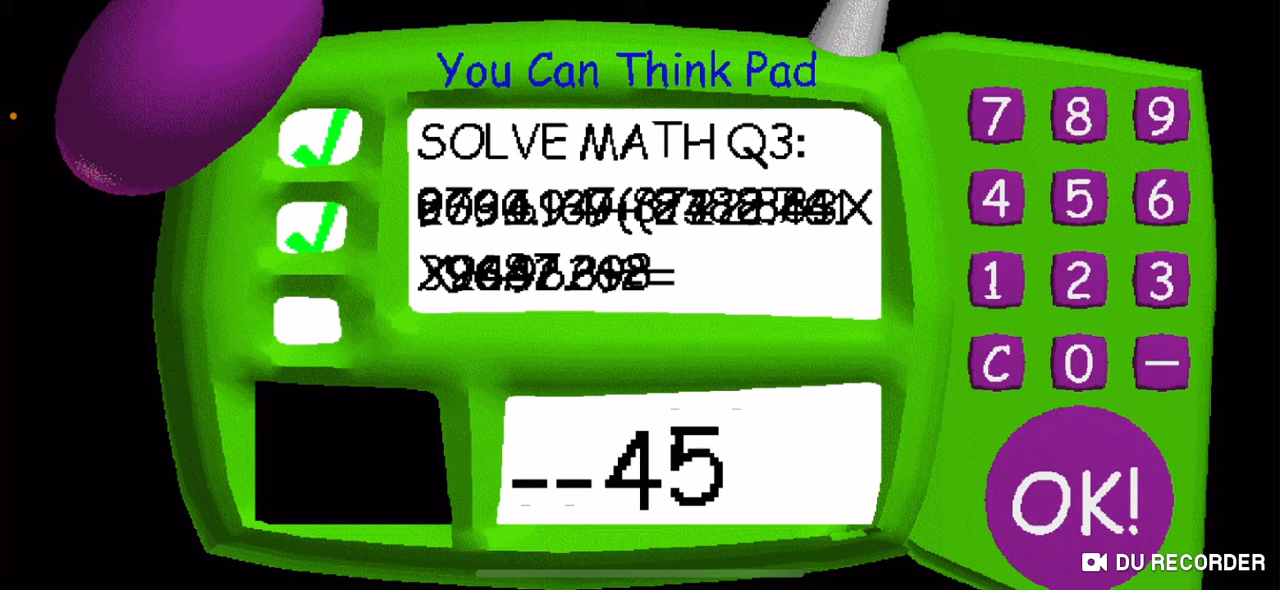 You Can Think Pad
SOLVE MATH Q3:
--45
7 8 9
4 5 6
1 2 3
C 0 –
OK!
DU RECORDER